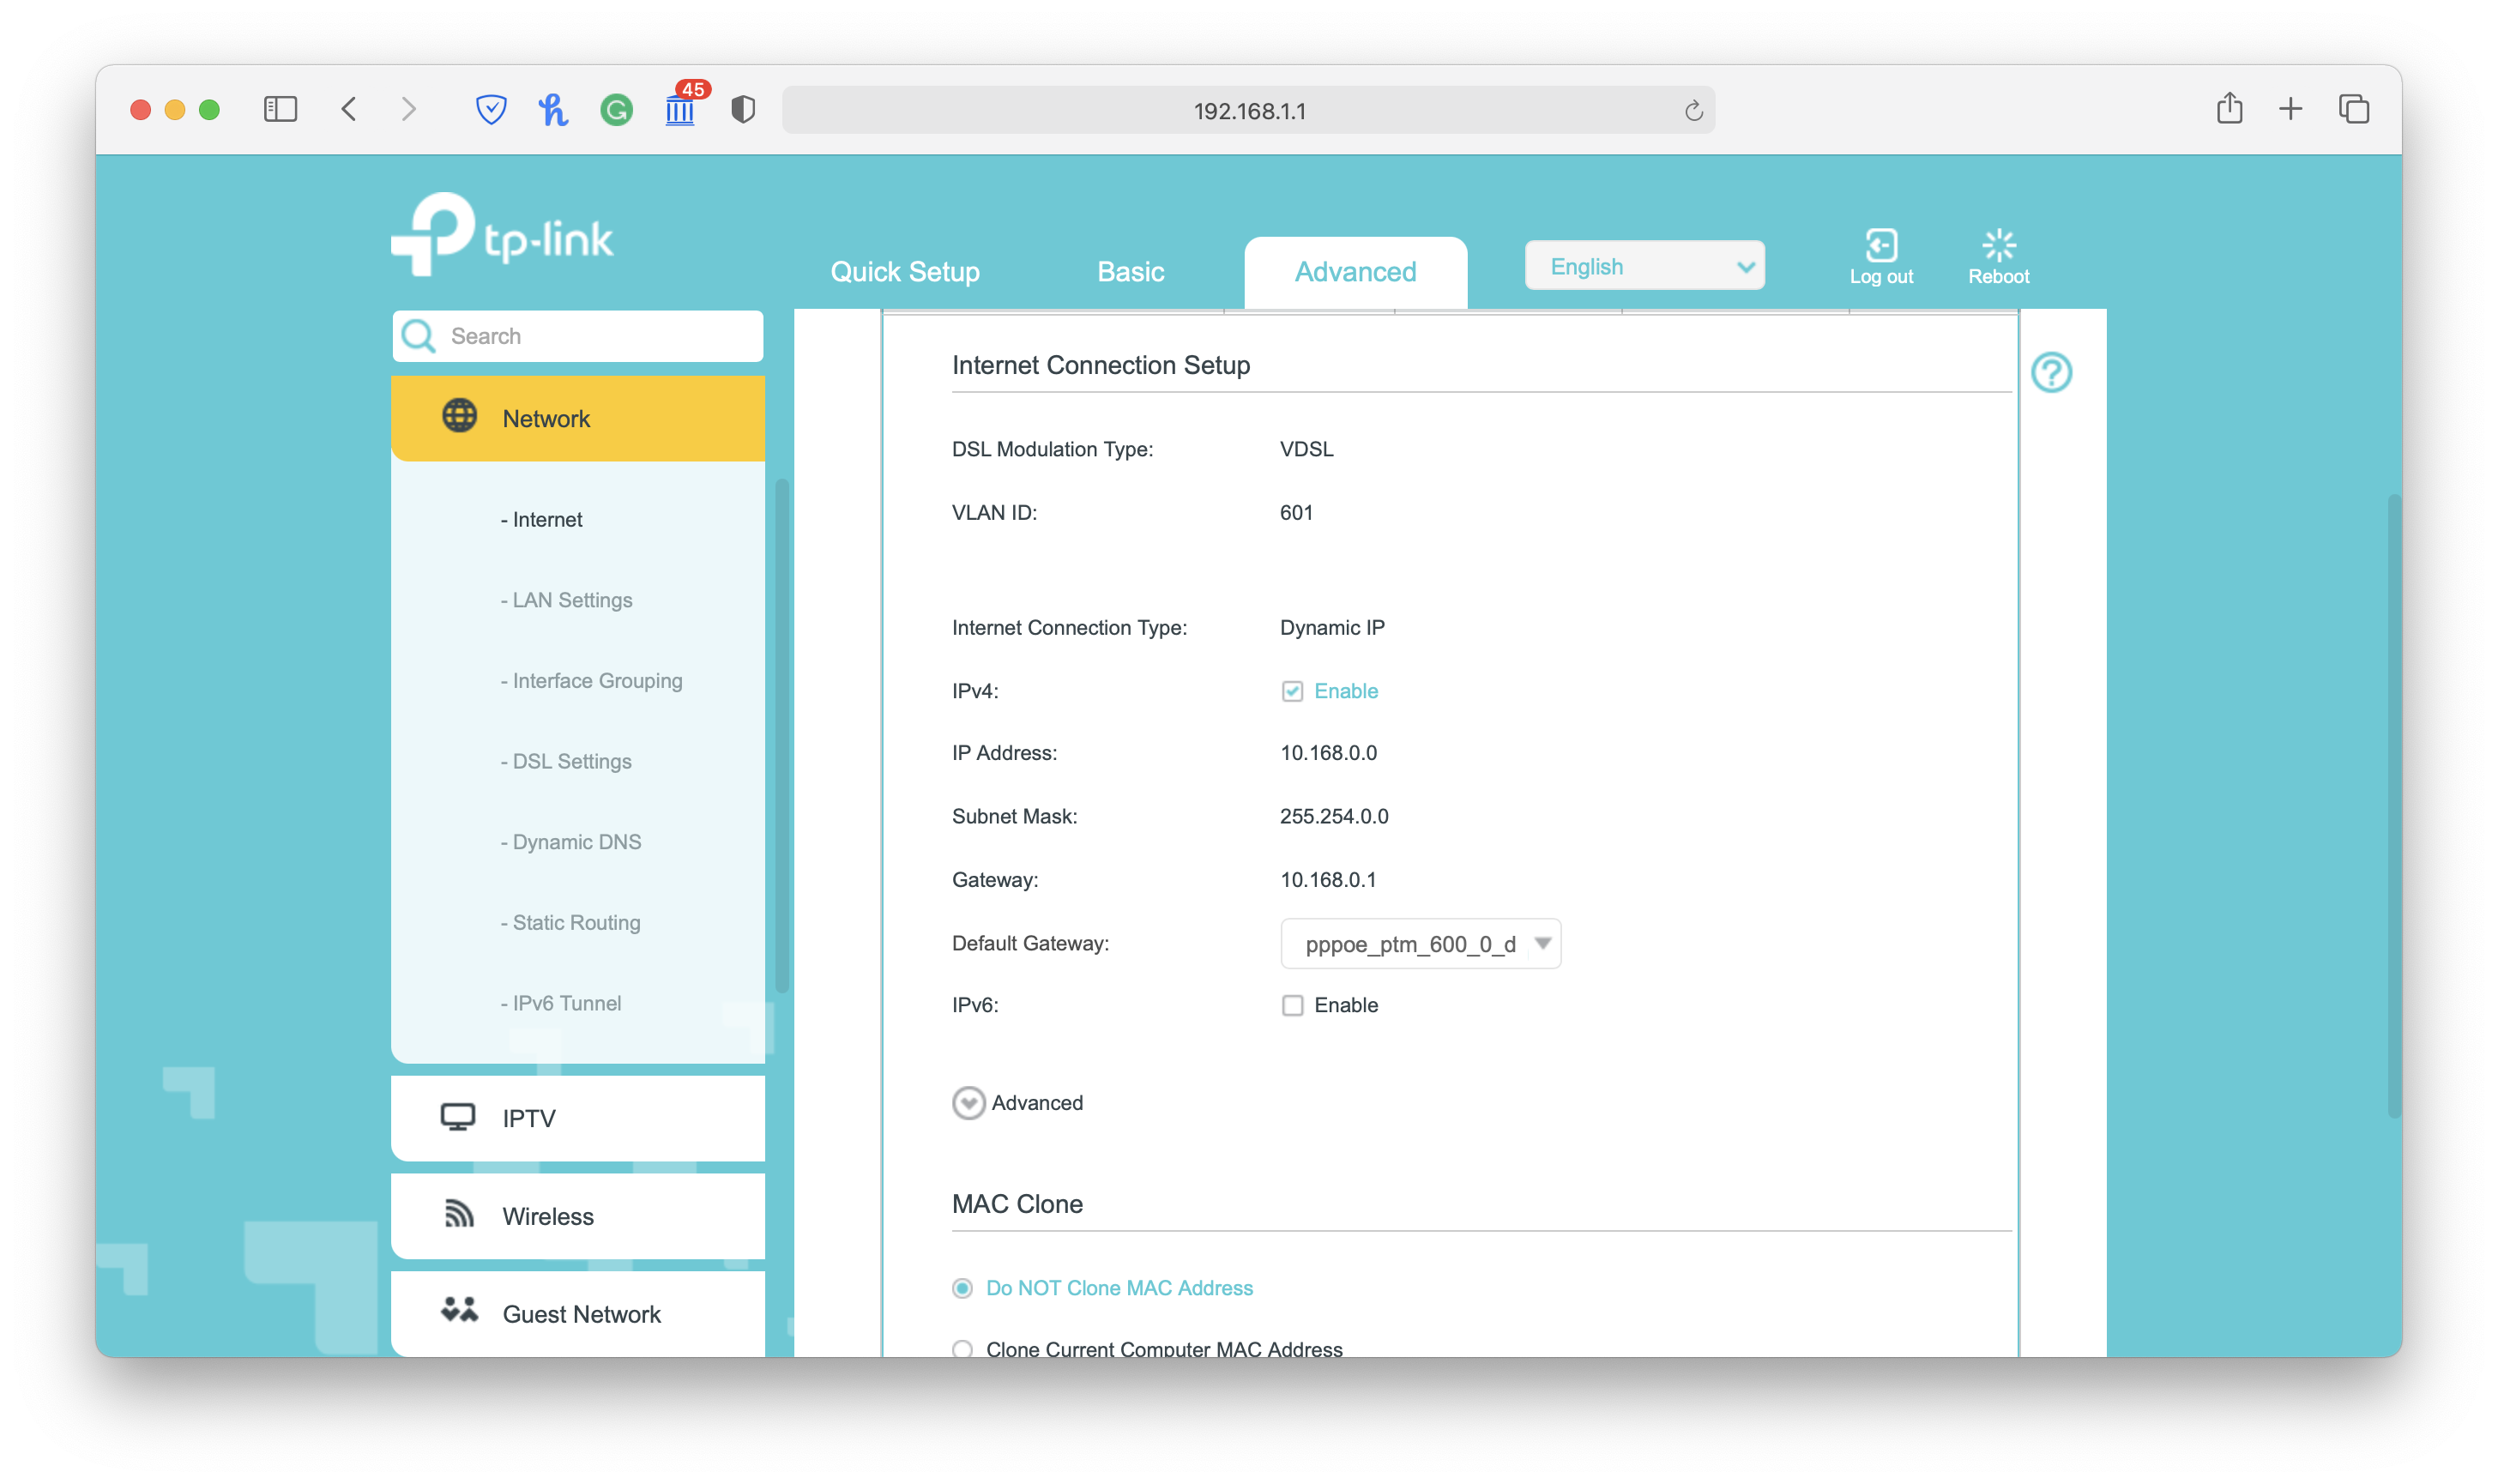 45
192.168.1.1
tp-link
Quick Setup
Basic
Advanced
English
Log out
Reboot
Search
Network
- Internet
- LAN Settings
- Interface Grouping
- DSL Settings
- Dynamic DNS
- Static Routing
- IPv6 Tunnel
IPTV
Wireless
Guest Network
Internet Connection Setup
DSL Modulation Type: VDSL
VLAN ID: 601
Internet Connection Type: Dynamic IP
IPv4: Enable
IP Address: 10.168.0.0
Subnet Mask: 255.254.0.0
Gateway: 10.168.0.1
Default Gateway: pppoe_ptm_600_0_d
IPv6: Enable
Advanced
MAC Clone
Do NOT Clone MAC Address
Clone Current Computer MAC Address